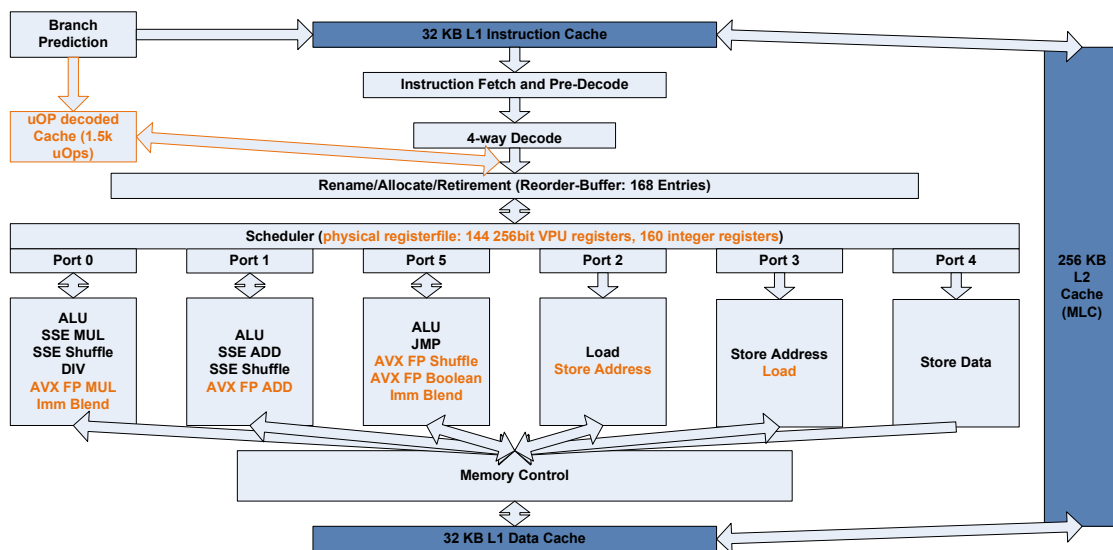 Branch
Prediction
32 KB L1 Instruction Cache
Instruction Fetch and Pre-Decode
uOP decoded
Cache (1.5k
uOps)
4-way Decode
Rename/Allocate/Retirement (Reorder-Buffer: 168 Entries)
Scheduler (physical registerfile: 144 256bit VPU registers, 160 integer registers)
Port 0
Port 1
Port 5
Port 2
Port 3
Port 4
256 KB
L2
Cache
(MLC)
ALU
SSE MUL
SSE Shuffle
DIV
AVX FP MUL
Imm Blend
ALU
SSE ADD
SSE Shuffle
AVX FP ADD
ALU
JMP
AVX FP Shuffle
AVX FP Boolean
Imm Blend
Load
Store Address
Store Address
Load
Store Data
Memory Control
32 KB L1 Data Cache